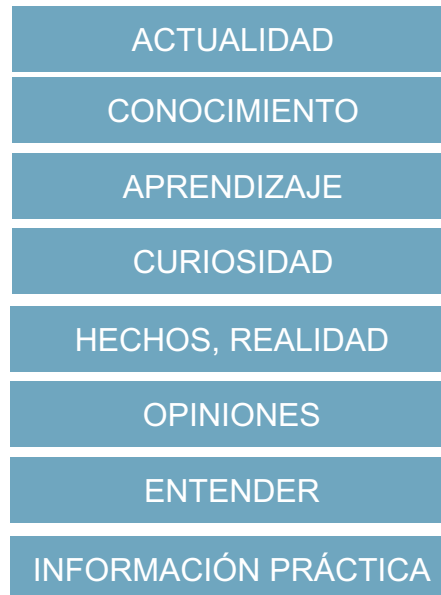 ACTUALIDAD
CONOCIMIENTO
APRENDIZAJE
CURIOSIDAD
HECHOS, REALIDAD
OPINIONES
ENTENDER
INFORMACIÓN PRÁCTICA